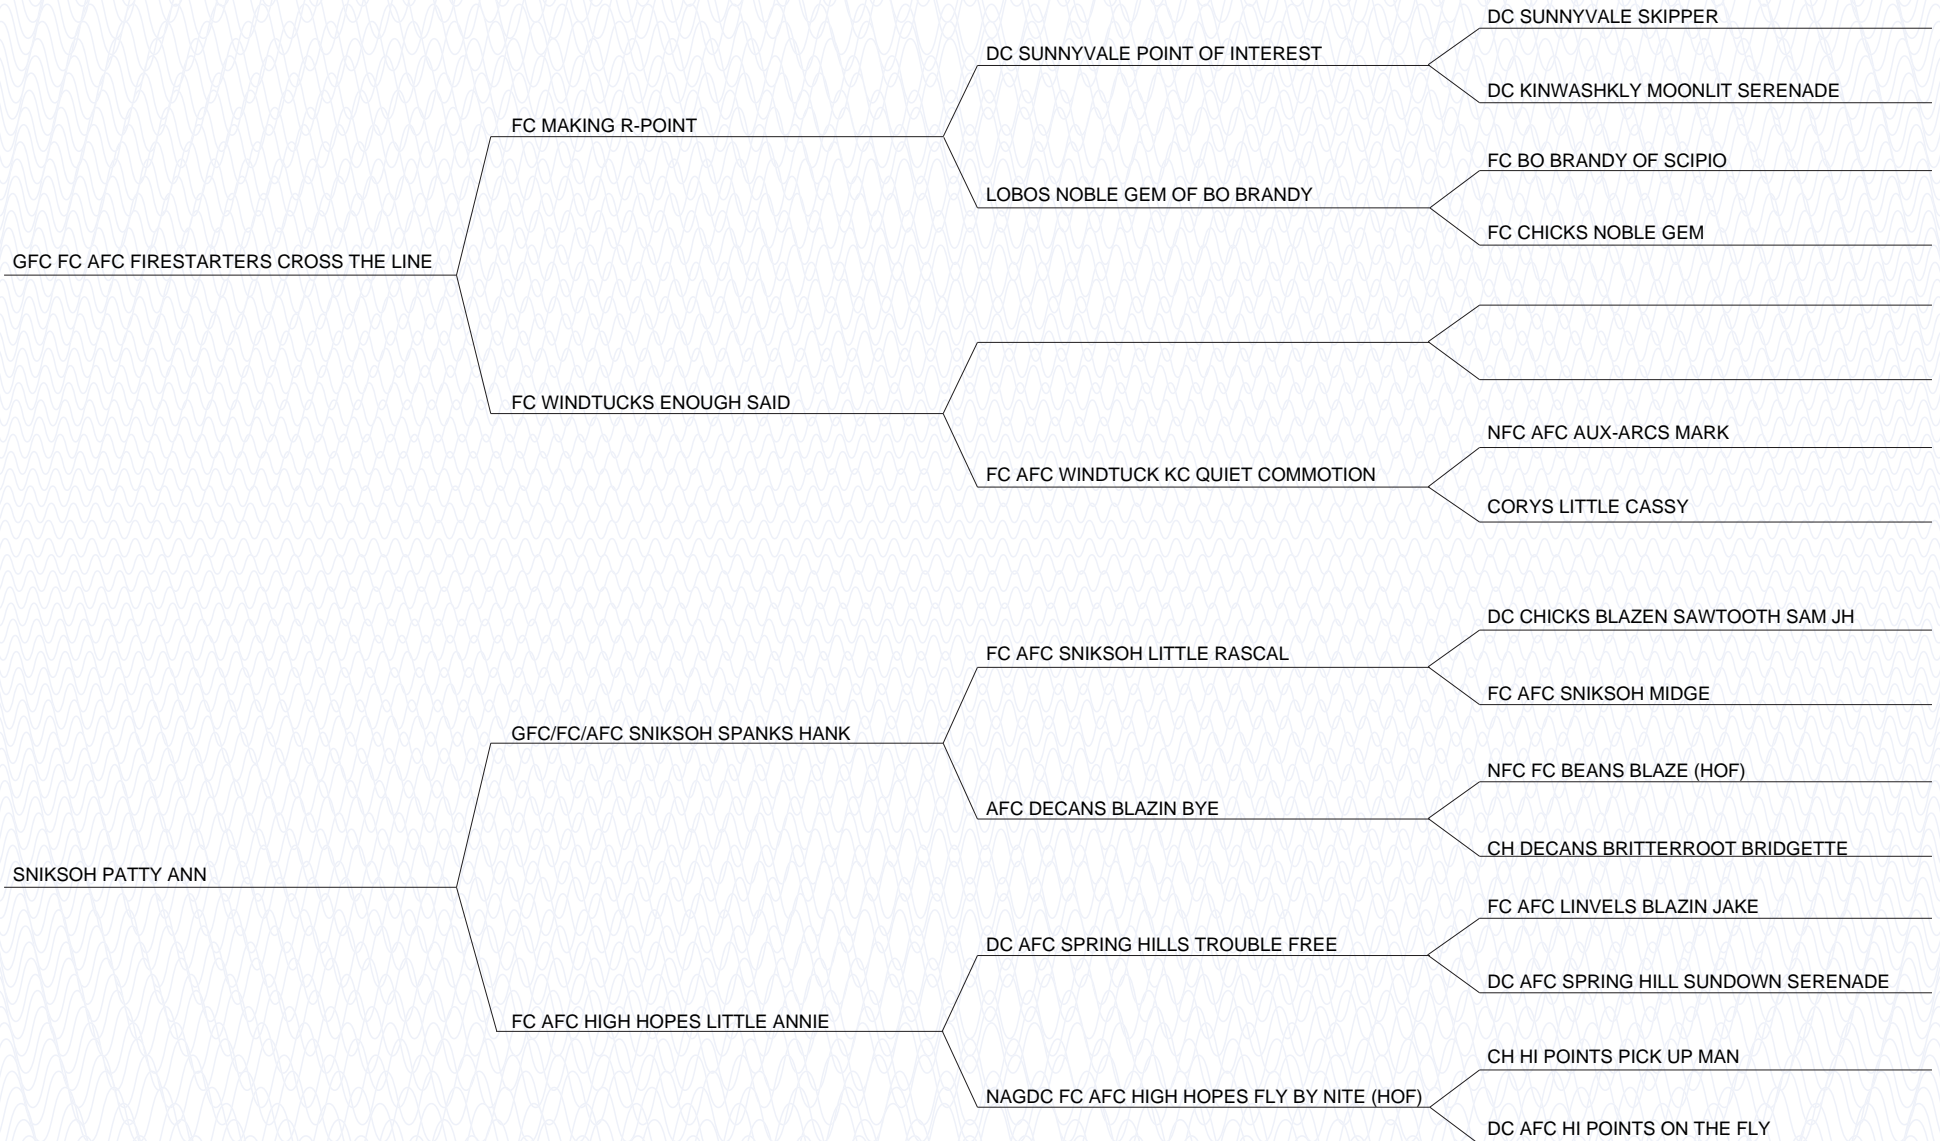 GFC FC AFC FIRESTARTERS CROSS THE LINE
FC MAKING R-POINT
DC SUNNYVALE POINT OF INTEREST
DC SUNNYVALE SKIPPER
DC KINWASHKLY MOONLIT SERENADE
LOBOS NOBLE GEM OF BO BRANDY
FC BO BRANDY OF SCIPIO
FC CHICKS NOBLE GEM
FC WINDTUCKS ENOUGH SAID
FC AFC WINDTUCK KC QUIET COMMOTION
NFC AFC AUX-ARCS MARK
CORYS LITTLE CASSY
SNIKSOH PATTY ANN
GFC/FC/AFC SNIKSOH SPANKS HANK
FC AFC SNIKSOH LITTLE RASCAL
DC CHICKS BLAZEN SAWTOOTH SAM JH
FC AFC SNIKSOH MIDGE
AFC DECANS BLAZIN BYE
NFC FC BEANS BLAZE (HOF)
CH DECANS BRITTERROOT BRIDGETTE
FC AFC HIGH HOPES LITTLE ANNIE
DC AFC SPRING HILLS TROUBLE FREE
FC AFC LINVELS BLAZIN JAKE
DC AFC SPRING HILL SUNDOWN SERENADE
NAGDC FC AFC HIGH HOPES FLY BY NITE (HOF)
CH HI POINTS PICK UP MAN
DC AFC HI POINTS ON THE FLY